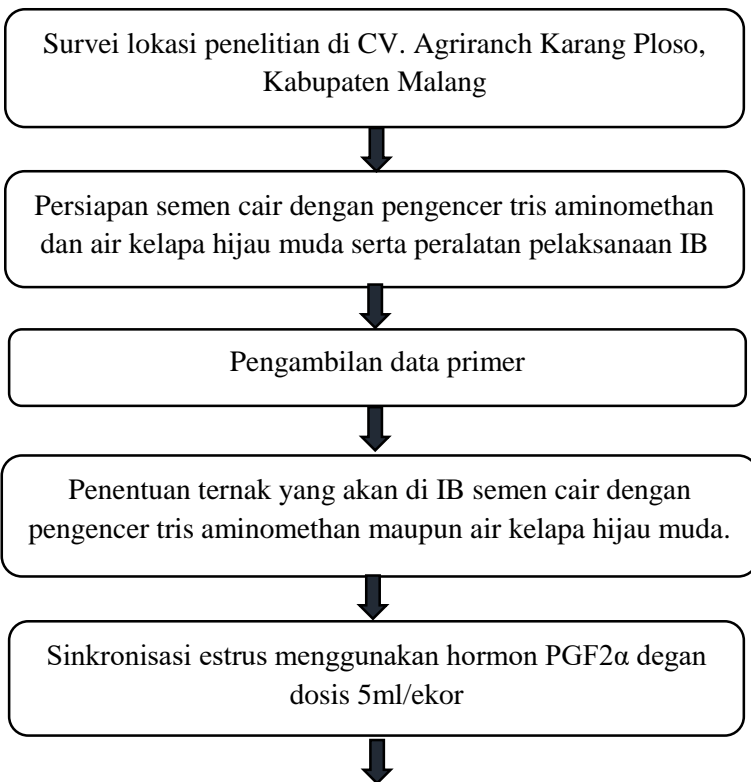 Survei lokasi penelitian di CV. Agriranch Karang Ploso,
Kabupaten Malang
Persiapan semen cair dengan pengencer tris aminomethan
dan air kelapa hijau muda serta peralatan pelaksanaan IB
Pengambilan data primer
Penentuan ternak yang akan di IB semen cair dengan
pengencer tris aminomethan maupun air kelapa hijau muda.
Sinkronisasi estrus menggunakan hormon PGF2α degan
dosis 5ml/ekor